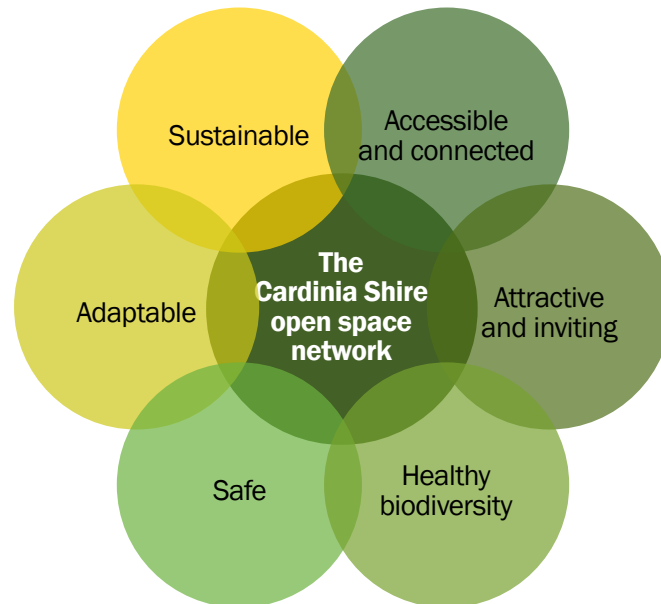 Sustainable
Accessible
and connected
The
Cardinia Shire
open space
network
Adaptable
Attractive
and inviting
Safe
Healthy
biodiversity